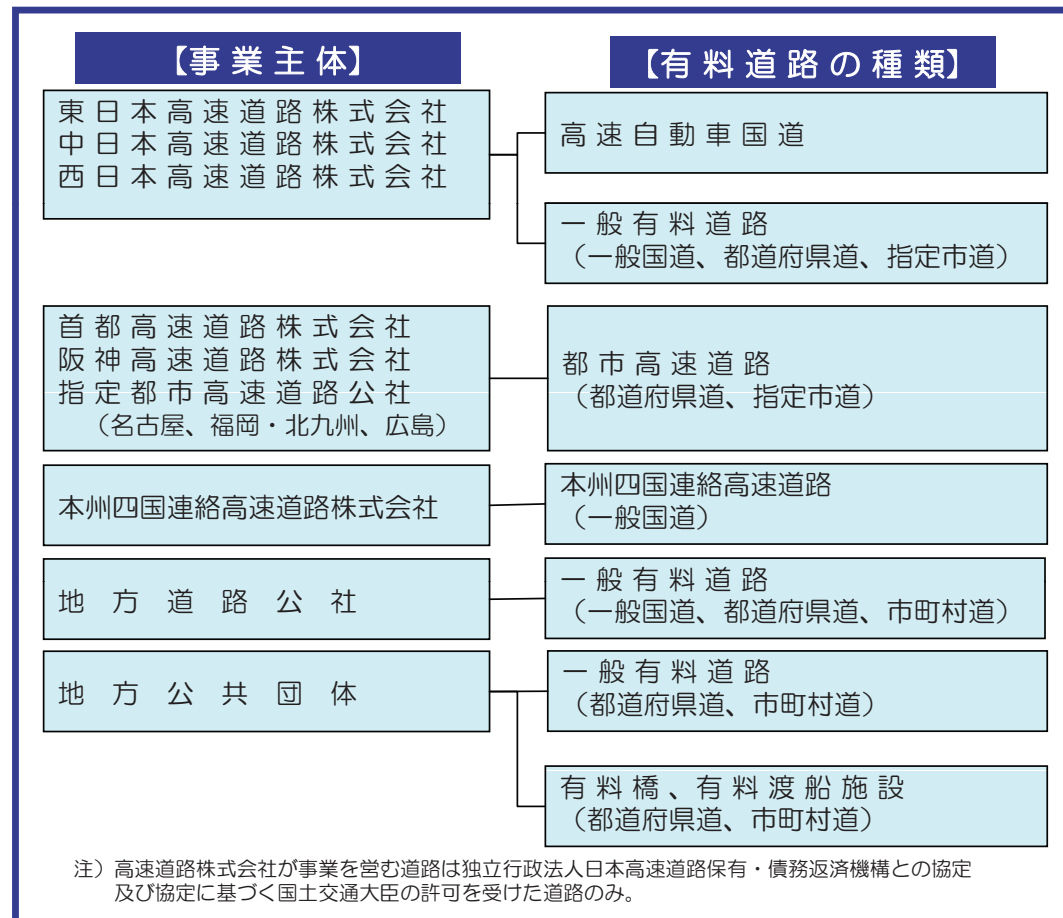 【事業主体】
【有料道路の種類】
東日本高速道路株式会社
中日本高速道路株式会社
西日本高速道路株式会社
高速自動車国道
一般有料道路
（一般国道、都道府県道、指定市道）
首都高速道路株式会社
阪神高速道路株式会社
指定都市高速道路公社
（名古屋、福岡・北九州、広島）
都市高速道路
（都道府県道、指定市道）
本州四国連絡高速道路株式会社
本州四国連絡高速道路
（一般国道）
地方道路公社
一般有料道路
（一般国道、都道府県道、市町村道）
地方公共団体
一般有料道路
（都道府県道、市町村道）
有料橋、有料渡船施設
（都道府県道、市町村道）
注）高速道路株式会社が事業を営む道路は独立行政法人日本高速道路保有・債務返済機構との協定
及び協定に基づく国土交通大臣の許可を受けた道路のみ。